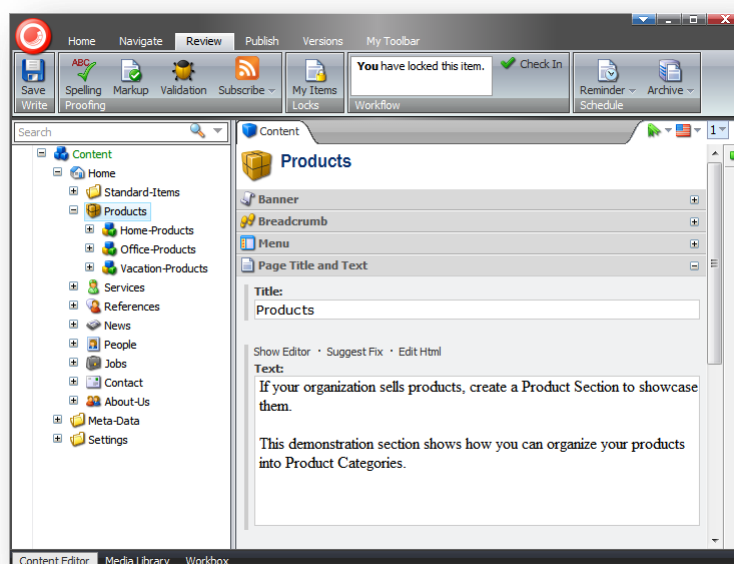 Home Navigate Review Publish Versions My Toolbar
ABC
You have locked this item. Check In
Save Spelling Markup Validation Subscribe My Items Reminder Archive
Write Proofing Locks Workflow Schedule
Search
Content
1
Content
Products
Home
Standard-Items
Banner
Products
Breadcrumb
Home-Products
Menu
Office-Products
Page Title and Text
Vacation-Products
Services
Title:
References
Products
News
People
Show Editor · Suggest Fix · Edit Html
Jobs
Text:
Contact
If your organization sells products, create a Product Section to showcase
About-Us
them.
Meta-Data
Settings
This demonstration section shows how you can organize your products
into Product Categories.
Content Editor Media Library Workbox